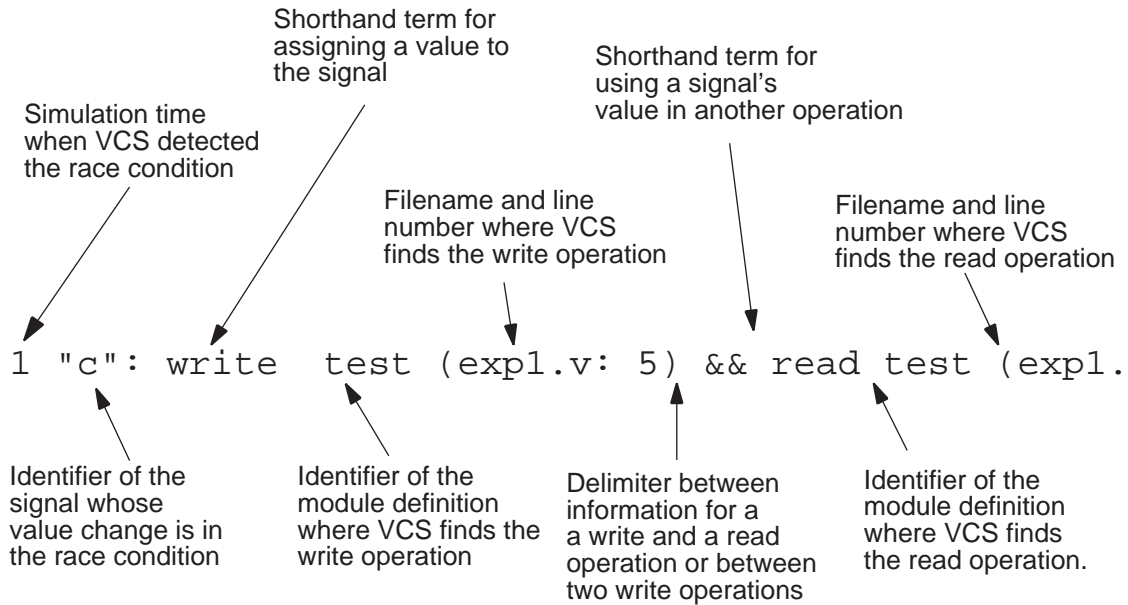 Shorthand term for
assigning a value to
the signal
Shorthand term for
using a signal's
value in another operation
Simulation time
when VCS detected
the race condition
Filename and line
number where VCS
finds the write operation
Filename and line
number where VCS
finds the read operation
1 "c": write test (exp1.v: 5) && read test (exp1.
Identifier of the
signal whose
value change is in
the race condition
Identifier of the
module definition
where VCS finds the
write operation
Delimiter between
information for a
a write and a read
operation or between
two write operations
Identifier of the
module definition
where VCS finds
the read operation.